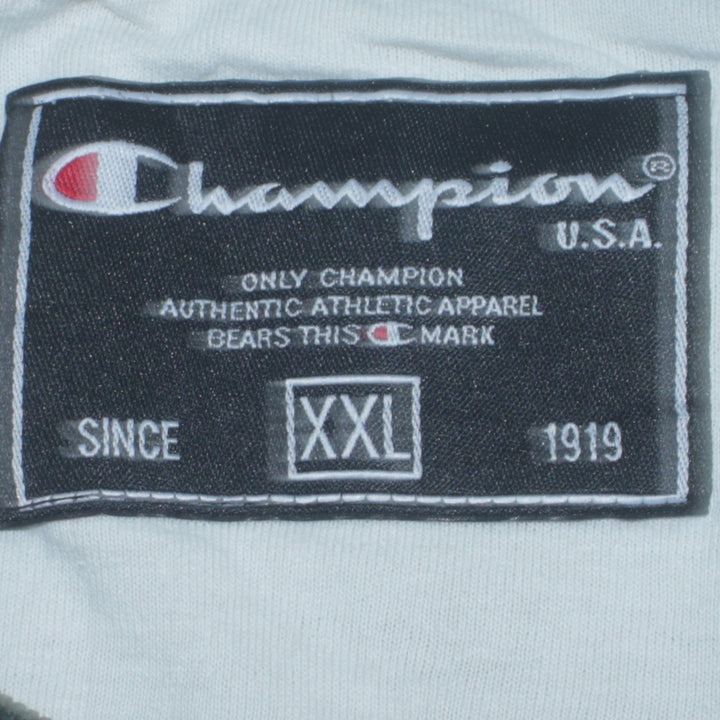 Champion®
U.S.A.
ONLY CHAMPION
AUTHENTIC ATHLETIC APPAREL
BEARS THIS C MARK
SINCE XXL 1919